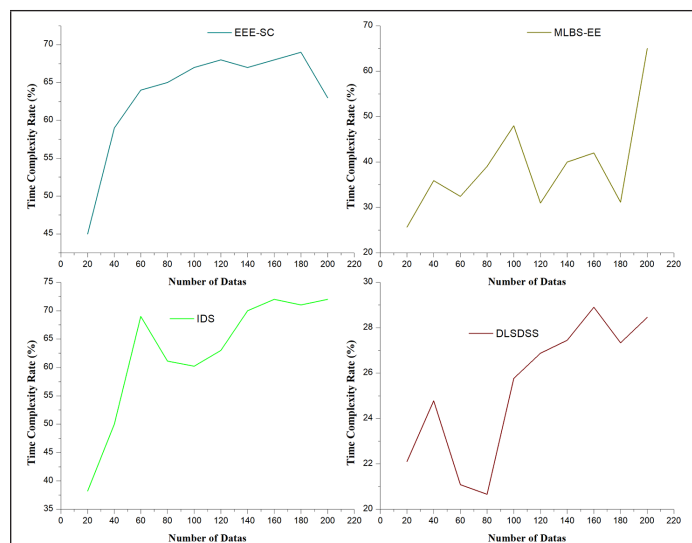 EEE-SC
Time Complexity Rate (%)
70
65
60
55
50
45
0 20 40 60 80 100 120 140 160 180 200 220
Number of Datas
MLBS-EE
Time Complexity Rate (%)
70
60
50
40
30
20
0 20 40 60 80 100 120 140 160 180 200 220
Number of Datas
IDS
Time Complexity Rate (%)
75
70
65
60
55
50
45
40
35
0 20 40 60 80 100 120 140 160 180 200 220
Number of Datas
DLSDSS
Time Complexity Rate (%)
30
28
26
24
22
20
0 20 40 60 80 100 120 140 160 180 200 220
Number of Datas